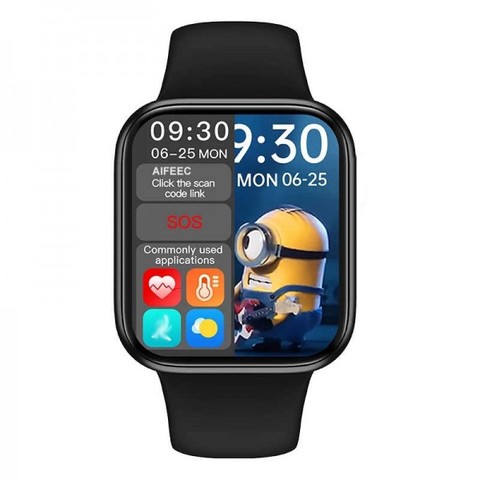 09:30
06-25 MON
AIFEEC
Click the scan
code link
SOS
Commonly used
applications
9:30
MON 06-25